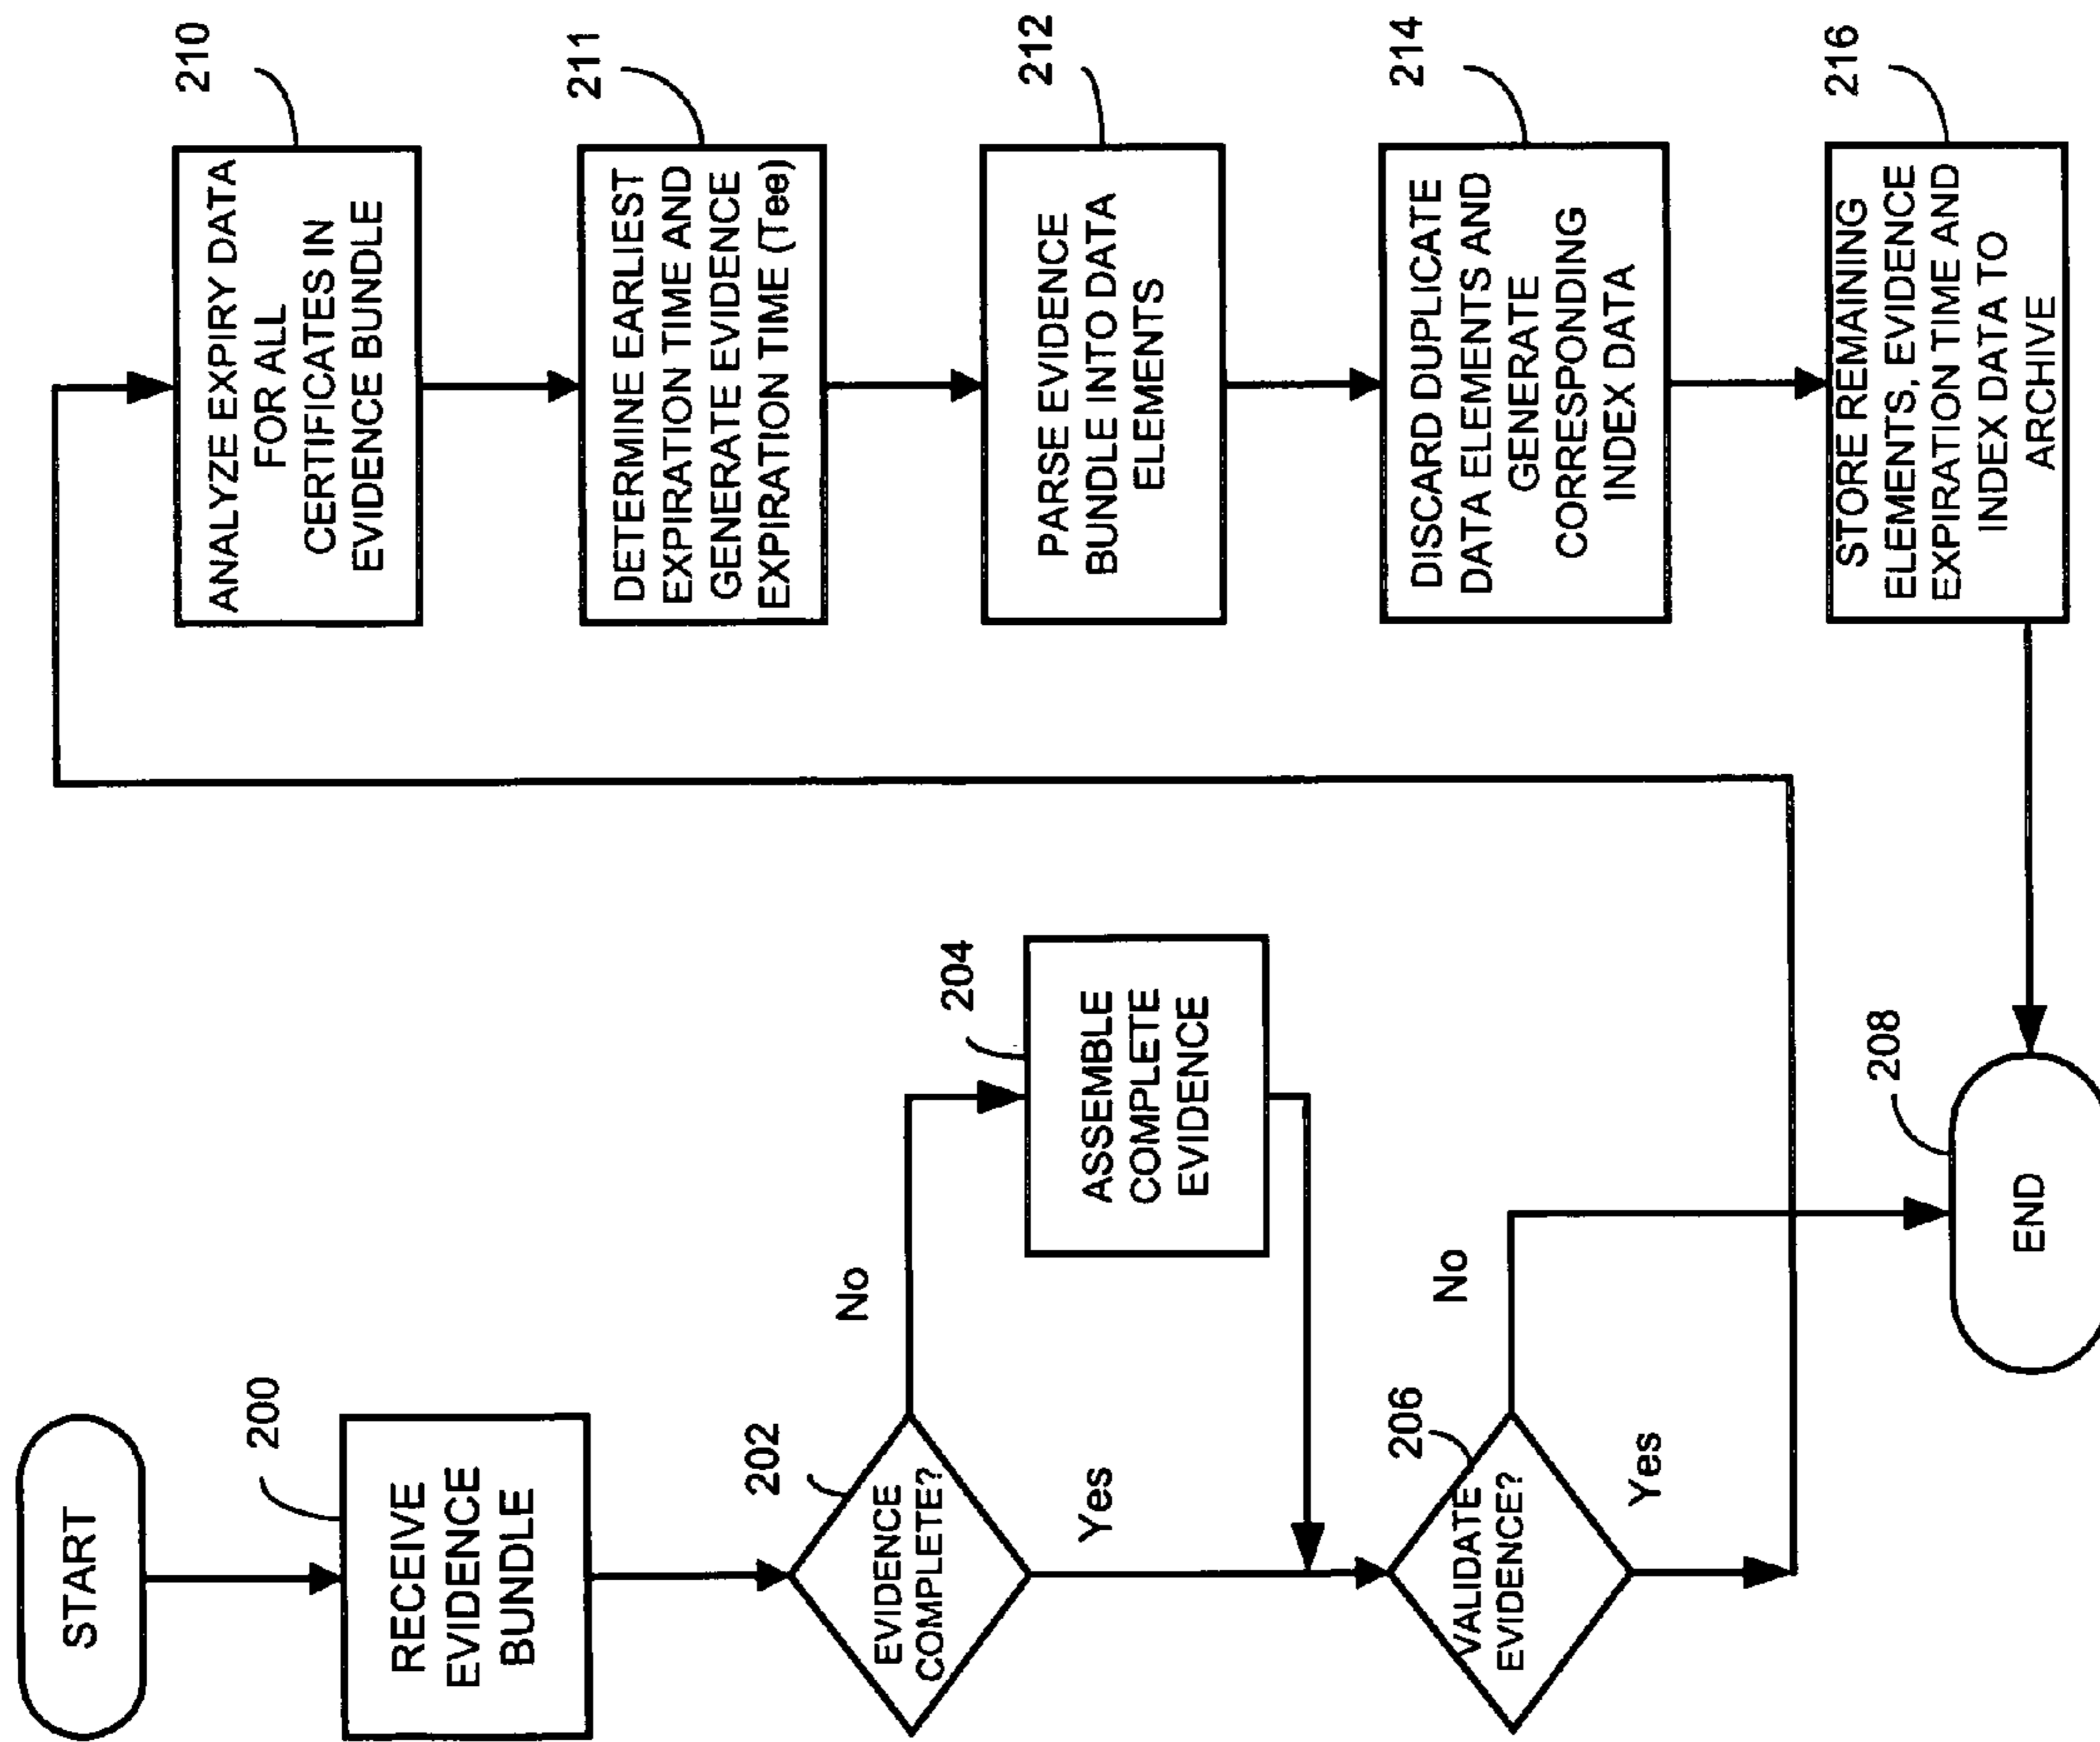 START
200
RECEIVE
EVIDENCE
BUNDLE
202
EVIDENCE
COMPLETE?
No
Yes
204
ASSEMBLE
COMPLETE
EVIDENCE
206
VALIDATE
EVIDENCE?
No
Yes
208
END
210
ANALYZE EXPIRY DATA
FOR ALL
CERTIFICATES IN
EVIDENCE BUNDLE
211
DETERMINE EARLIEST
EXPIRATION TIME AND
GENERATE EVIDENCE
EXPIRATION TIME (Tee)
212
PARSE EVIDENCE
BUNDLE INTO DATA
ELEMENTS
214
DISCARD DUPLICATE
DATA ELEMENTS AND
GENERATE
CORRESPONDING
INDEX DATA
216
STORE REMAINING
ELEMENTS, EVIDENCE
EXPIRATION TIME AND
INDEX DATA TO
ARCHIVE